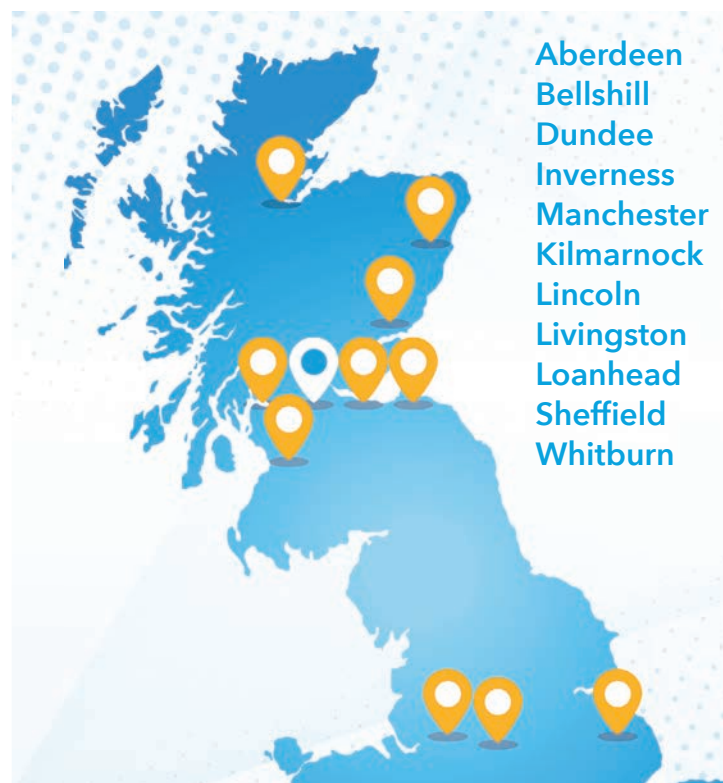 Aberdeen
Bellshill
Dundee
Inverness
Manchester
Kilmarnock
Lincoln
Livingston
Loanhead
Sheffield
Whitburn